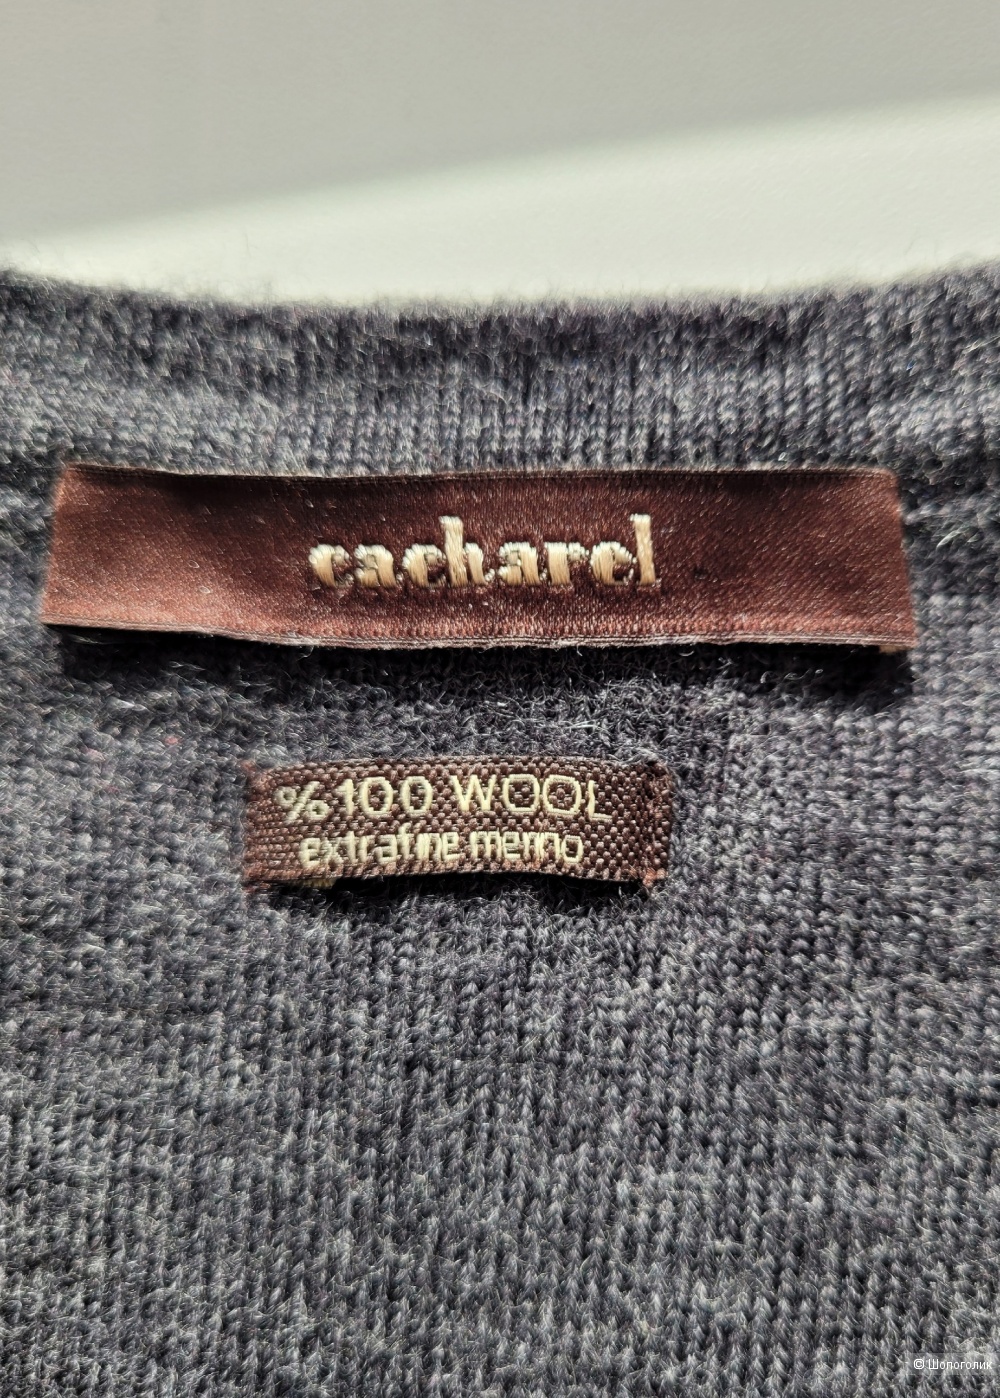 cacharel
%100 WOOL
extrafine merino
© Шопоголик